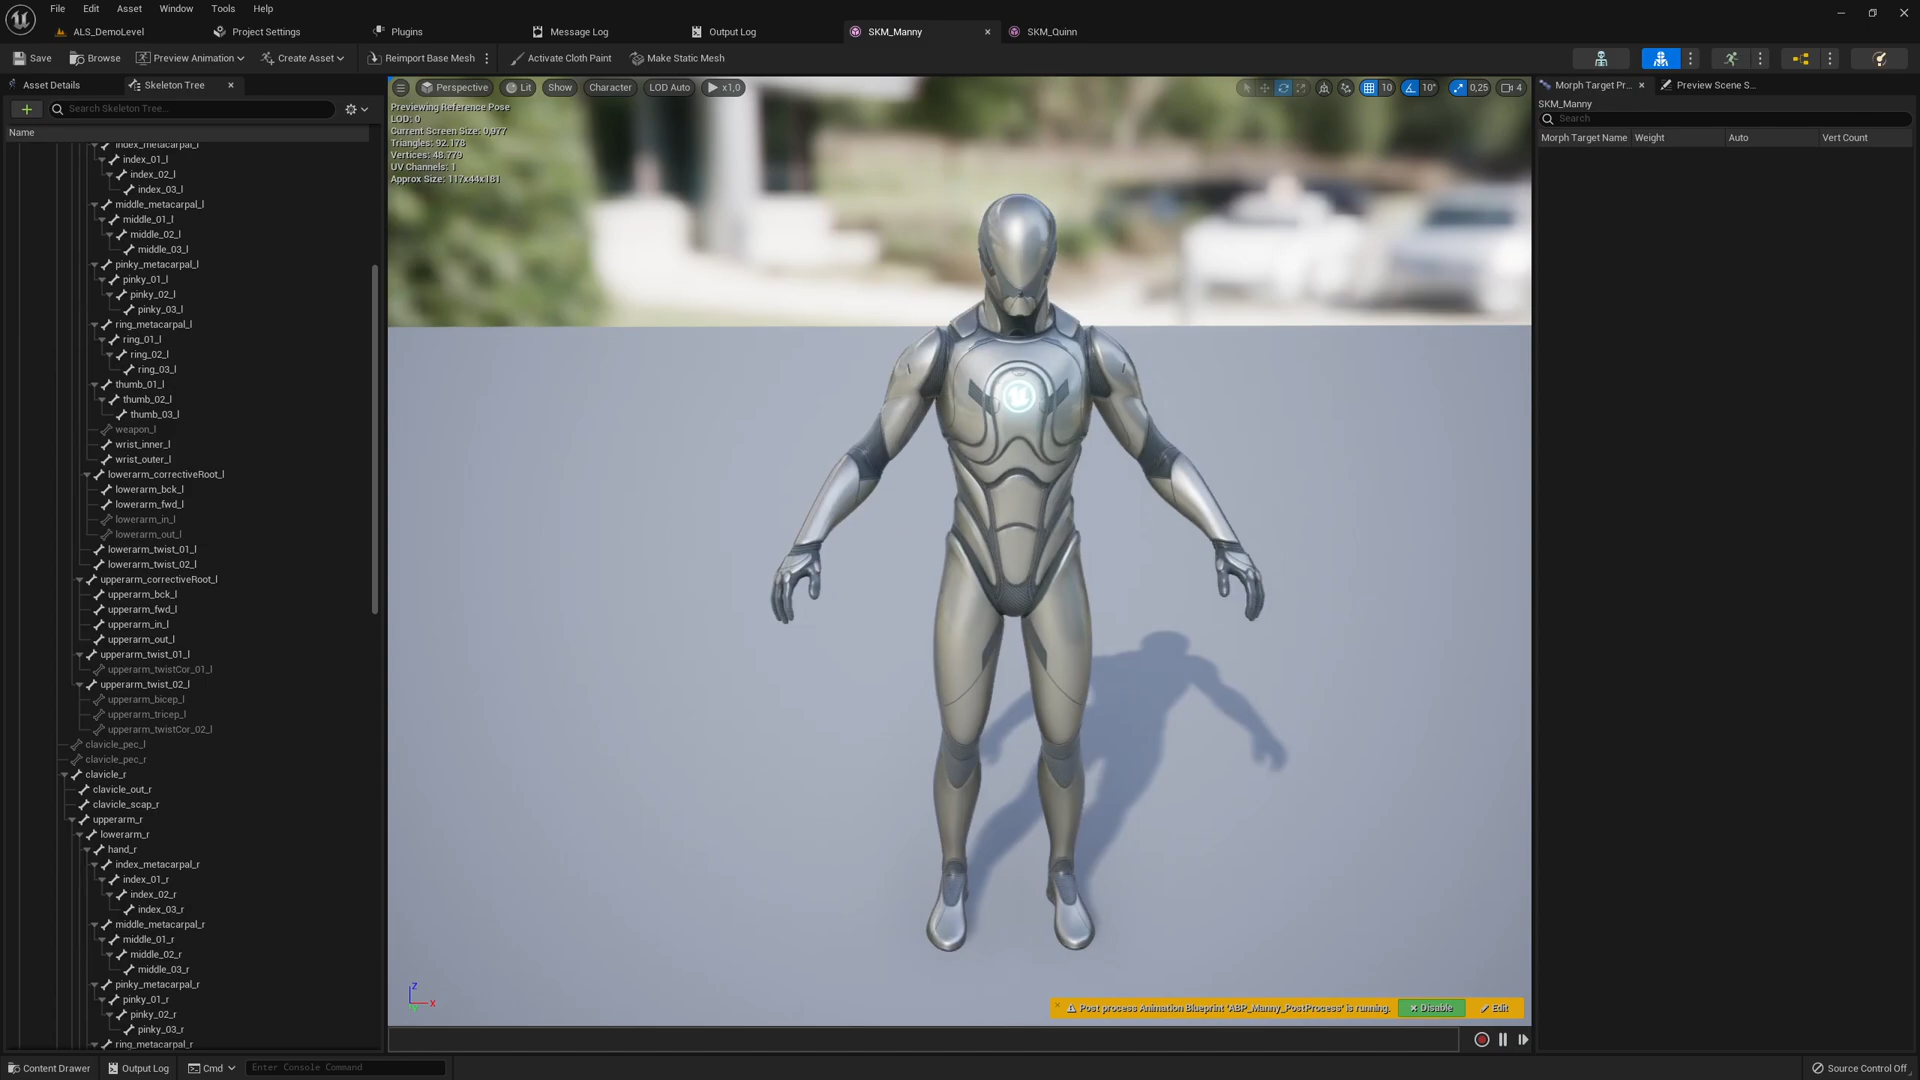 File Edit Asset Window Tools Help
ALS_DemoLevel Project Settings Plugins Message Log Output Log SKM_Manny SKM_Quinn
Save Browse Preview Animation Create Asset Reimport Base Mesh Activate Cloth Paint Make Static Mesh
Asset Details Skeleton Tree
Search Skeleton Tree...
Name
index_metacarpal_l
index_01_l
index_02_l
index_03_l
middle_metacarpal_l
middle_01_l
middle_02_l
middle_03_l
pinky_metacarpal_l
pinky_01_l
pinky_02_l
pinky_03_l
ring_metacarpal_l
ring_01_l
ring_02_l
ring_03_l
thumb_01_l
thumb_02_l
thumb_03_l
weapon_l
wrist_inner_l
wrist_outer_l
lowerarm_correctiveRoot_l
lowerarm_bck_l
lowerarm_fwd_l
lowerarm_in_l
lowerarm_out_l
lowerarm_twist_01_l
lowerarm_twist_02_l
upperarm_correctiveRoot_l
upperarm_bck_l
upperarm_fwd_l
upperarm_in_l
upperarm_out_l
upperarm_twist_01_l
upperarm_twistCor_01_l
upperarm_twist_02_l
upperarm_bicep_l
upperarm_tricep_l
upperarm_twistCor_02_l
clavicle_pec_l
clavicle_pec_r
clavicle_r
clavicle_out_r
clavicle_scap_r
upperarm_r
lowerarm_r
hand_r
index_metacarpal_r
index_01_r
index_02_r
index_03_r
middle_metacarpal_r
middle_01_r
middle_02_r
middle_03_r
pinky_metacarpal_r
pinky_01_r
pinky_02_r
pinky_03_r
ring_metacarpal_r
Perspective Lit Show Character LOD Auto x1,0 10 10° 0,25 4
Previewing Reference Pose
LOD: 0
Current Screen Size: 0,977
Triangles: 92.178
Vertices: 48.779
UV Channels: 1
Approx Size: 117x44x181
Z
X
Y
Post process Animation Blueprint 'ABP_Manny_PostProcess' is running. Disable Edit
Morph Target Pr... Preview Scene S...
SKM_Manny
Search
Morph Target Name Weight Auto Vert Count
Content Drawer Output Log Cmd Enter Console Command Source Control Off